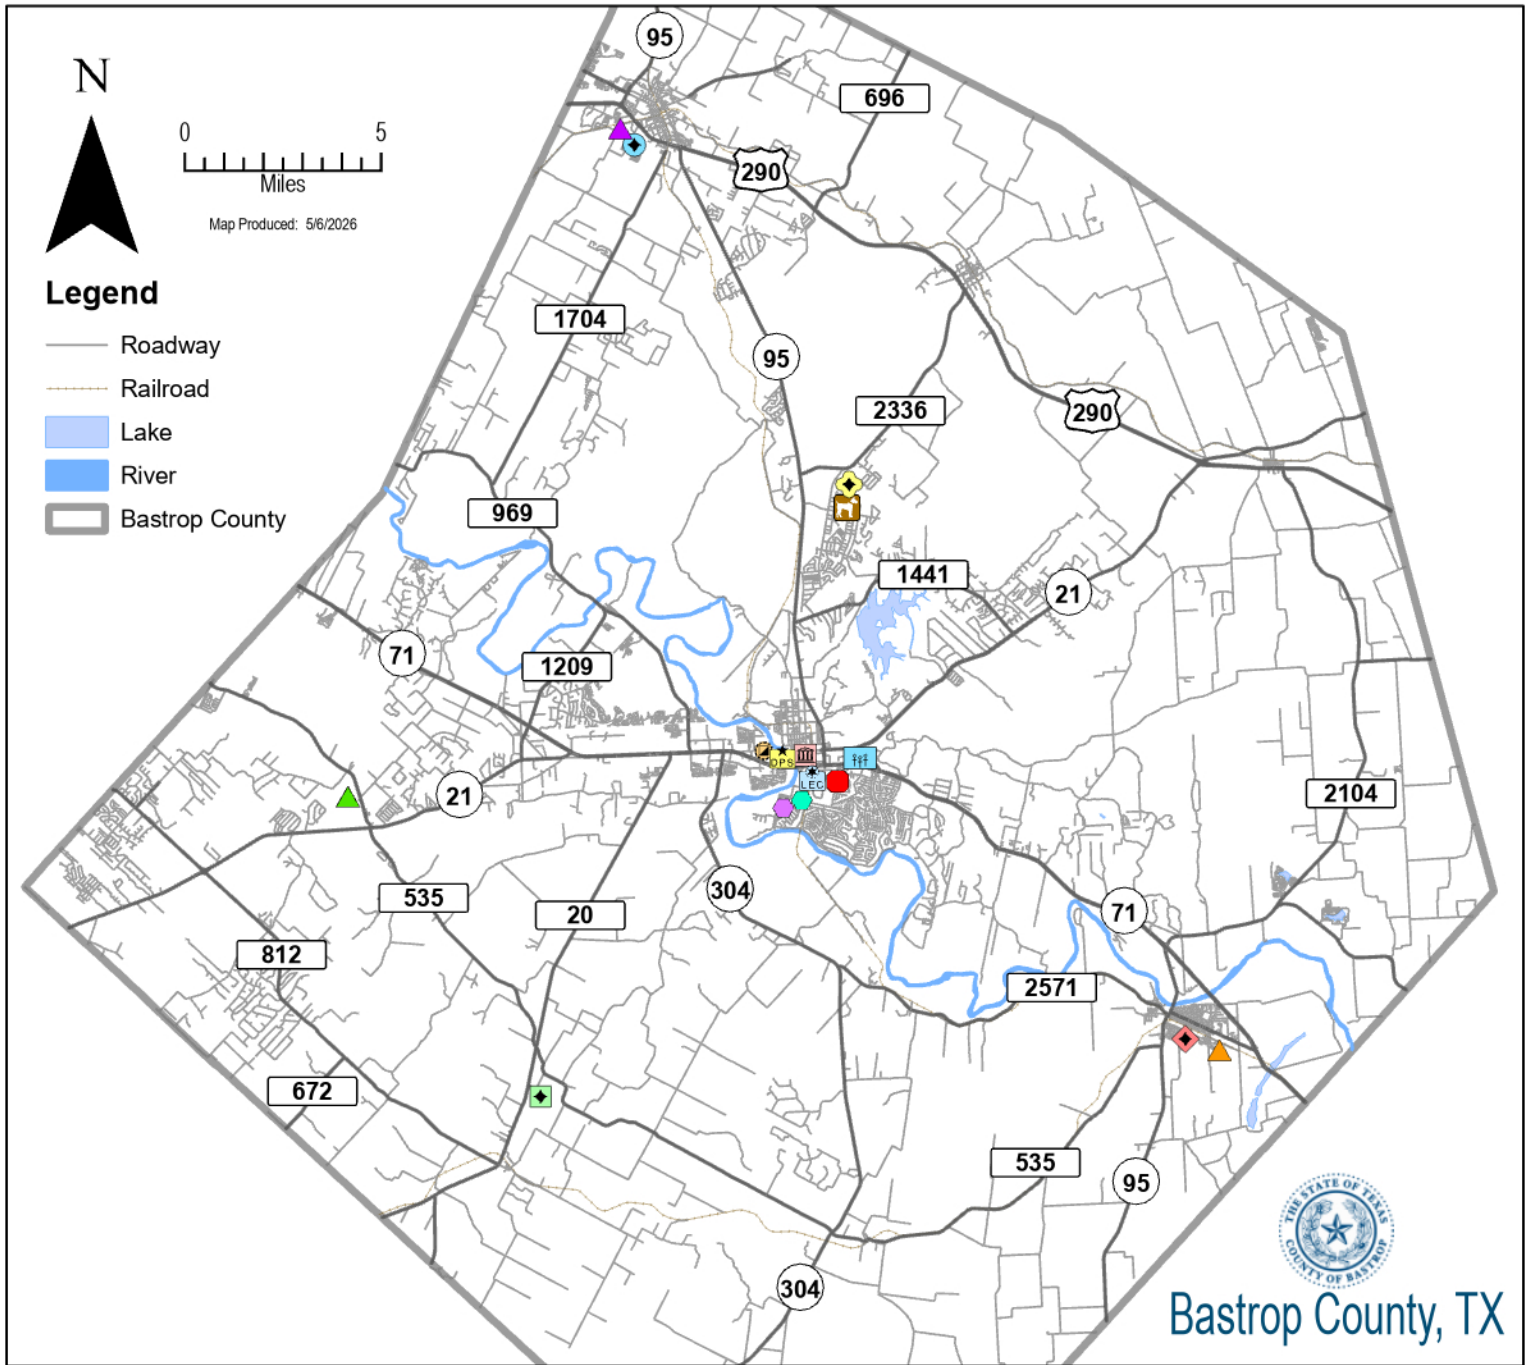 95
696
N
0 5
Miles
290
Map Produced: 5/6/2026
Legend
Roadway
Railroad
Lake
River
Bastrop County
1704
95
2336
290
969
1441
21
71
1209
OPS
LEC
21
2104
304
535
20
71
812
2571
672
535
95
304
THE STATE OF TEXAS
COUNTY OF BASTROP
Bastrop County, TX